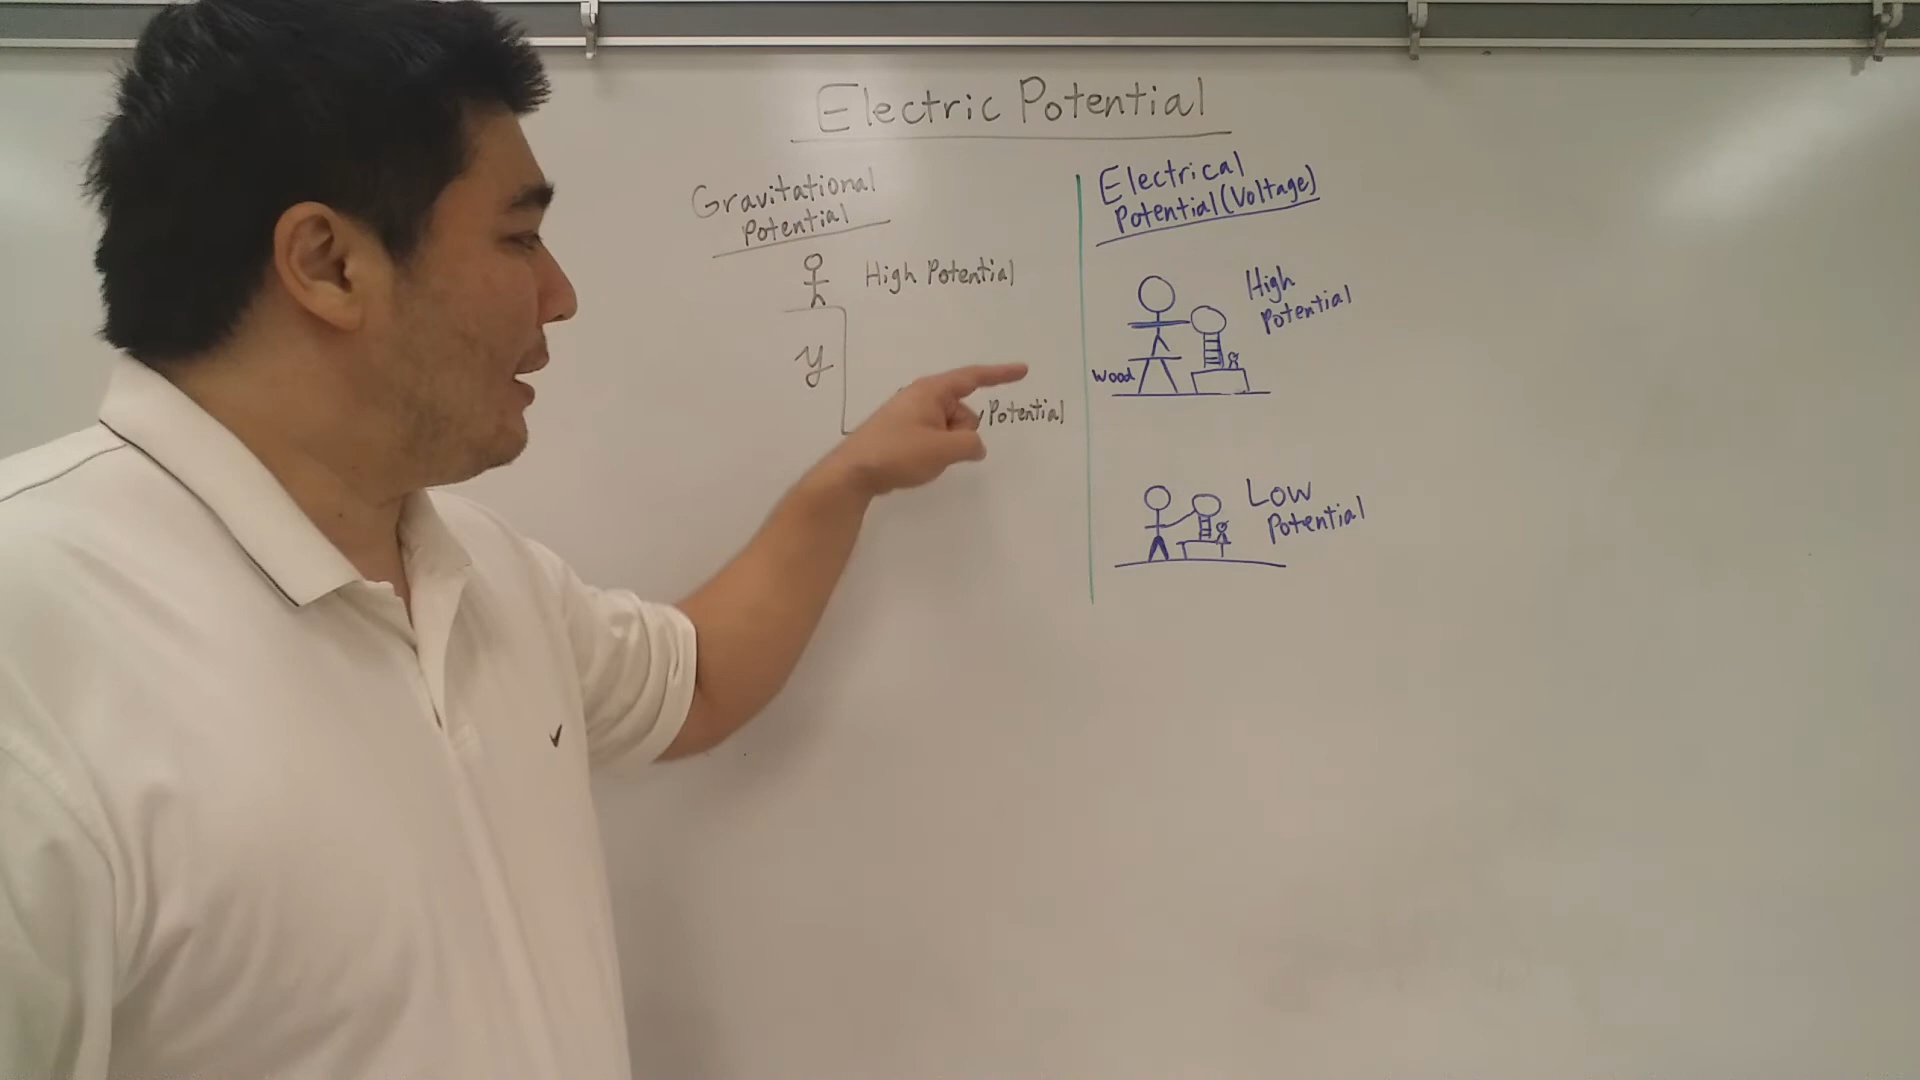 Electric Potential
Gravitational
Potential
High Potential
y
Potential
Electrical
Potential (Voltage)
High
Potential
Wood
Low
Potential